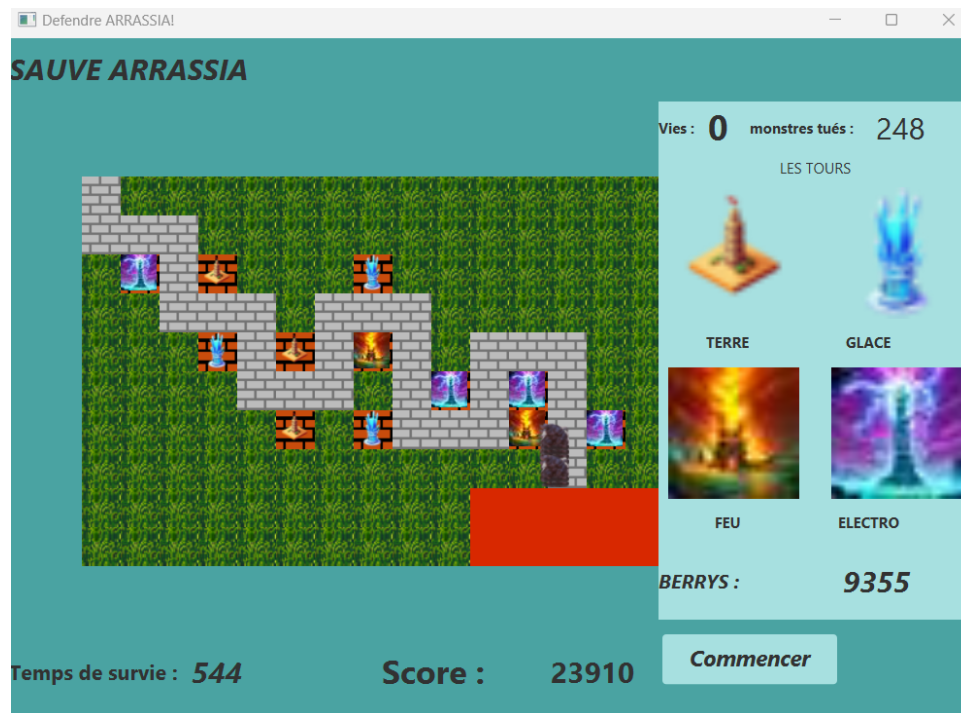 Defendre ARRASSIA!
SAUVE ARRASSIA
Vies : 0 monstres tués : 248
LES TOURS
TERRE GLACE
FEU ELECTRO
BERRYS : 9355
Commencer
Temps de survie : 544 Score : 23910